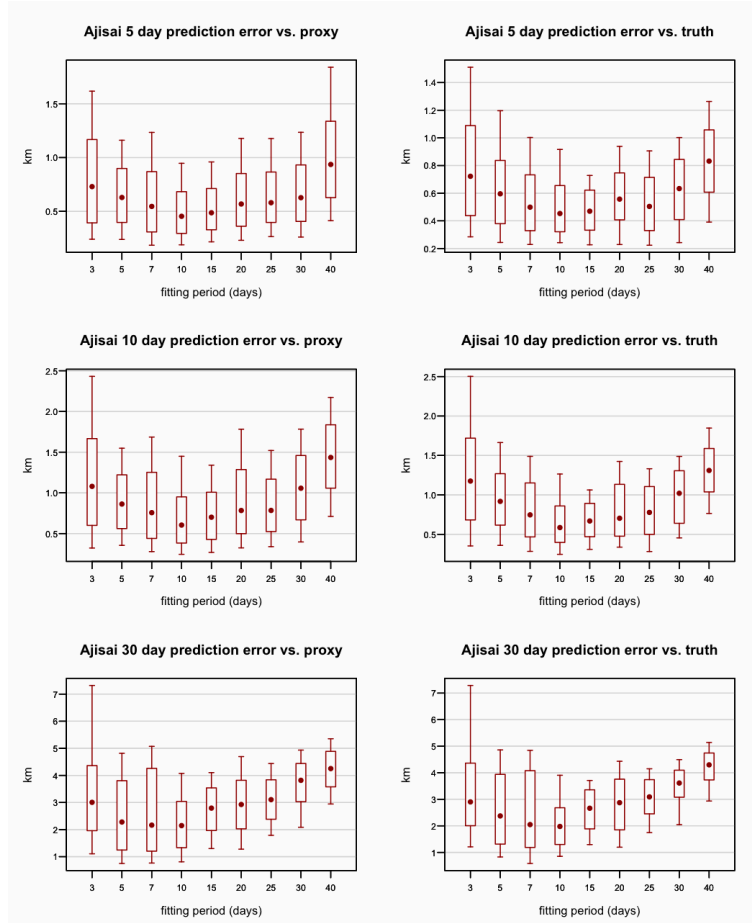 Ajisai 5 day prediction error vs. proxy
km
1.5
1.0
0.5
3 5 7 10 15 20 25 30 40
fitting period (days)
Ajisai 5 day prediction error vs. truth
km
1.4
1.2
1.0
0.8
0.6
0.4
0.2
3 5 7 10 15 20 25 30 40
fitting period (days)
Ajisai 10 day prediction error vs. proxy
km
2.5
2.0
1.5
1.0
0.5
3 5 7 10 15 20 25 30 40
fitting period (days)
Ajisai 10 day prediction error vs. truth
km
2.5
2.0
1.5
1.0
0.5
3 5 7 10 15 20 25 30 40
fitting period (days)
Ajisai 30 day prediction error vs. proxy
km
7
6
5
4
3
2
1
3 5 7 10 15 20 25 30 40
fitting period (days)
Ajisai 30 day prediction error vs. truth
km
7
6
5
4
3
2
1
3 5 7 10 15 20 25 30 40
fitting period (days)